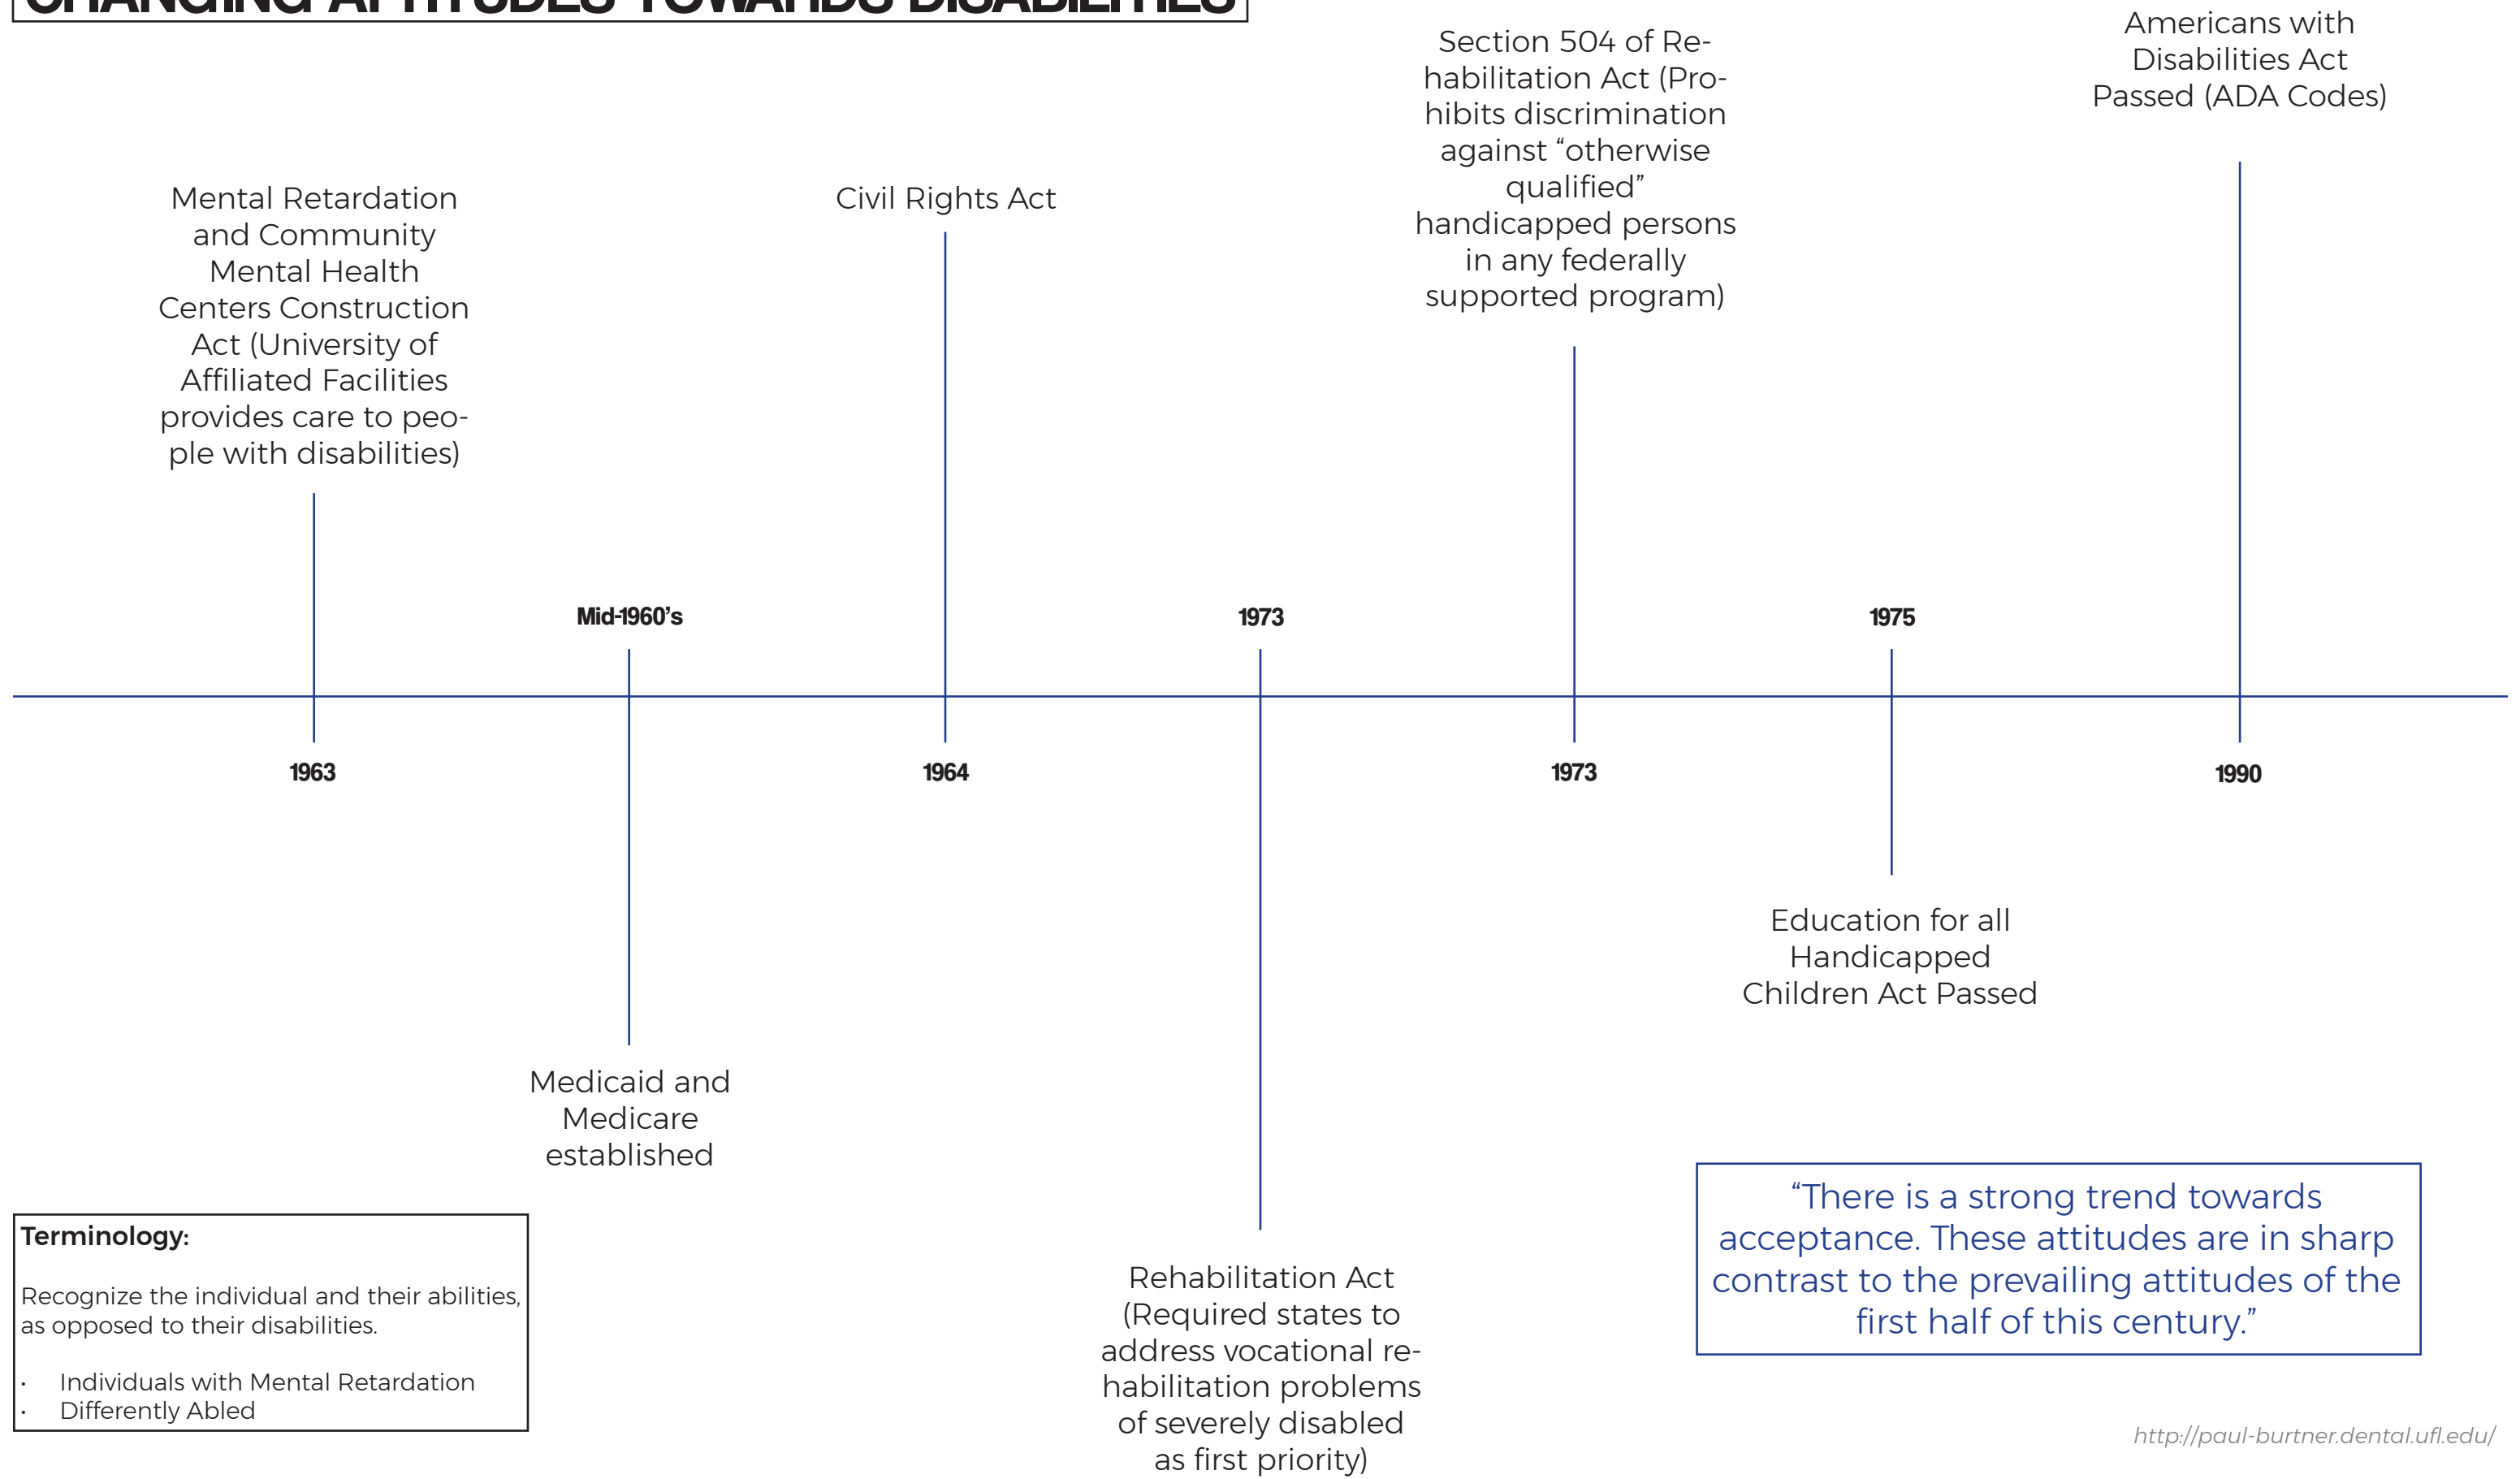 CHANGING ATTITUDES TOWARDS DISABILITIES
Mental Retardation
and Community
Mental Health
Centers Construction
Act (University of
Affiliated Facilities
provides care to peo-
ple with disabilities)
1963
Mid-1960’s
Medicaid and
Medicare
established
Civil Rights Act
1964
1973
Rehabilitation Act
(Required states to
address vocational re-
habilitation problems
of severely disabled
as first priority)
Section 504 of Re-
habilitation Act (Pro-
hibits discrimination
against “otherwise
qualified”
handicapped persons
in any federally
supported program)
1973
1975
Education for all
Handicapped
Children Act Passed
Americans with
Disabilities Act
Passed (ADA Codes)
1990
Terminology:
Recognize the individual and their abilities,
as opposed to their disabilities.
• Individuals with Mental Retardation
• Differently Abled
“There is a strong trend towards
acceptance. These attitudes are in sharp
contrast to the prevailing attitudes of the
first half of this century.”
http://paul-burtner.dental.ufl.edu/